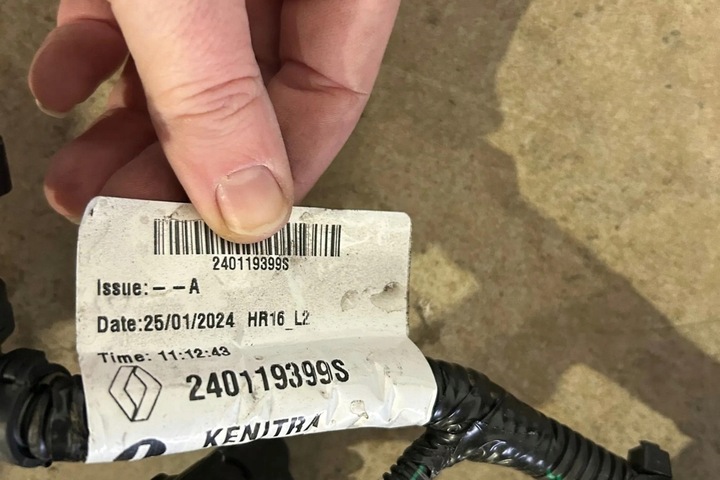 240119399S
Issue: - - A
Date:25/01/2024 HR16_L2
Time: 11:12:43
240119399S
KENITRA